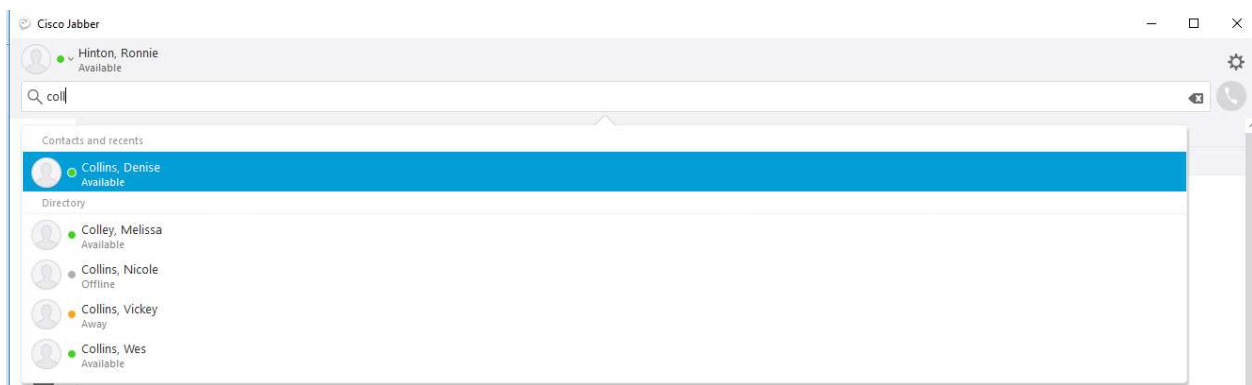 Cisco Jabber
Hinton, Ronnie
Available
coll
Contacts and recents
Collins, Denise
Available
Directory
Colley, Melissa
Available
Collins, Nicole
Offline
Collins, Vickey
Away
Collins, Wes
Available